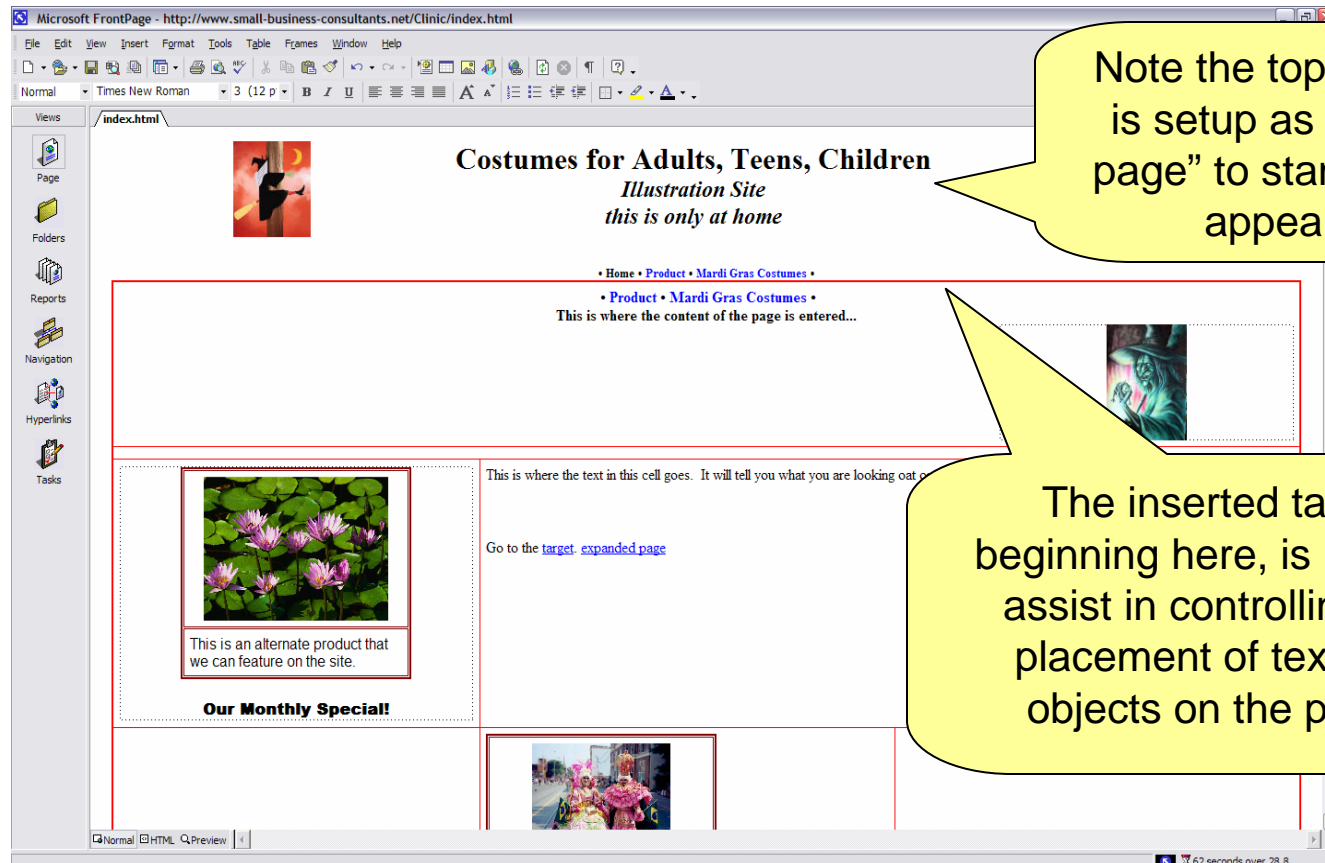 Microsoft FrontPage - http://www.small-business-consultants.net/Clinic/index.html
File Edit View Insert Format Tools Table Frames Window Help
Normal Times New Roman 3 (12 p B I U
Views
index.html
Page
Folders
Reports
Navigation
Hyperlinks
Tasks
Costumes for Adults, Teens, Children
Illustration Site
this is only at home
• Home • Product • Mardi Gras Costumes •
• Product • Mardi Gras Costumes •
This is where the content of the page is entered...
This is where the text in this cell goes. It will tell you what you are looking oat
Go to the target. expanded page
This is an alternate product that
we can feature on the site.
Our Monthly Special!
Note the top
is setup as
page” to star
appea
The inserted ta
beginning here, is
assist in controllin
placement of tex
objects on the p
Normal HTML Preview
62 seconds over 28.8